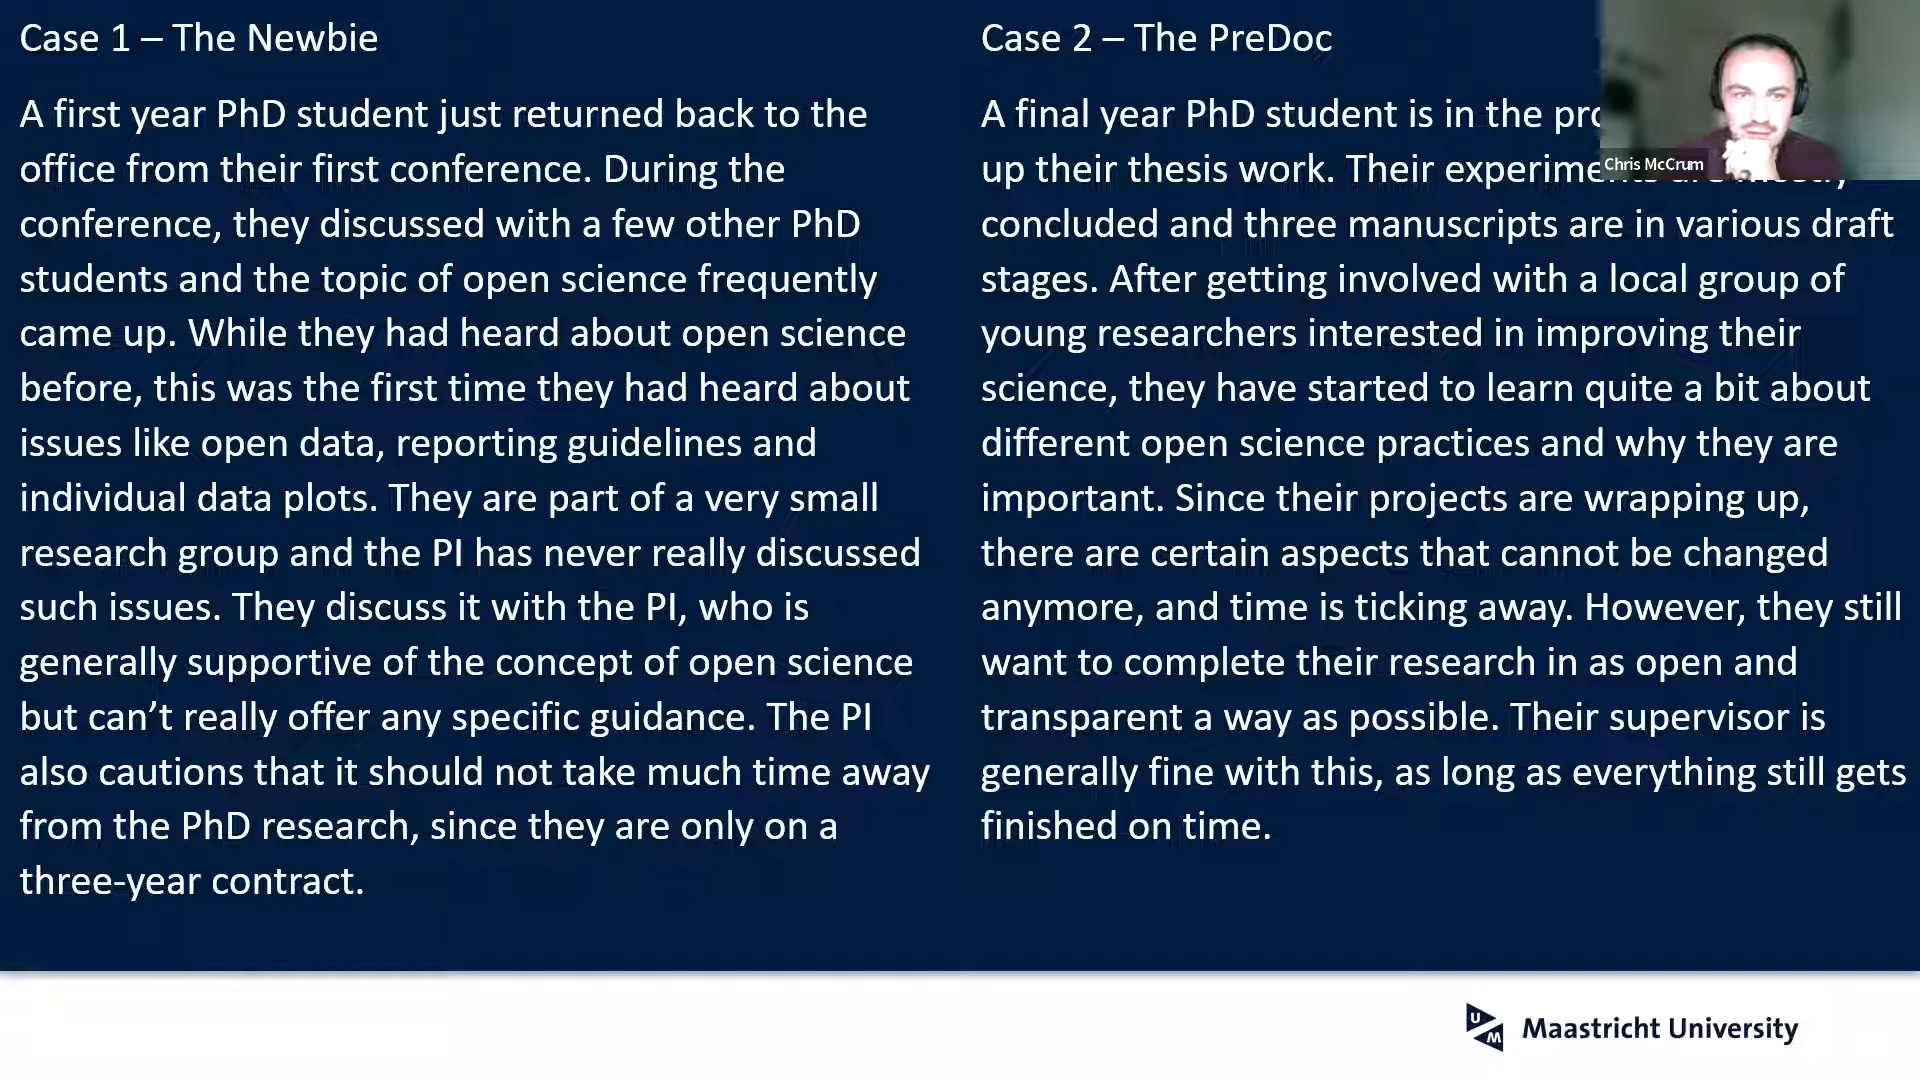 Case 1 – The Newbie
A first year PhD student just returned back to the
office from their first conference. During the
conference, they discussed with a few other PhD
students and the topic of open science frequently
came up. While they had heard about open science
before, this was the first time they had heard about
issues like open data, reporting guidelines and
individual data plots. They are part of a very small
research group and the PI has never really discussed
such issues. They discuss it with the PI, who is
generally supportive of the concept of open science
but can’t really offer any specific guidance. The PI
also cautions that it should not take much time away
from the PhD research, since they are only on a
three-year contract.
Case 2 – The PreDoc
A final year PhD student is in the
up their thesis work. Their experiments are mostly
concluded and three manuscripts are in various draft
stages. After getting involved with a local group of
young researchers interested in improving their
science, they have started to learn quite a bit about
different open science practices and why they are
important. Since their projects are wrapping up,
there are certain aspects that cannot be changed
anymore, and time is ticking away. However, they still
want to complete their research in as open and
transparent a way as possible. Their supervisor is
generally fine with this, as long as everything still gets
finished on time.
Chris McCrum
UM
Maastricht University